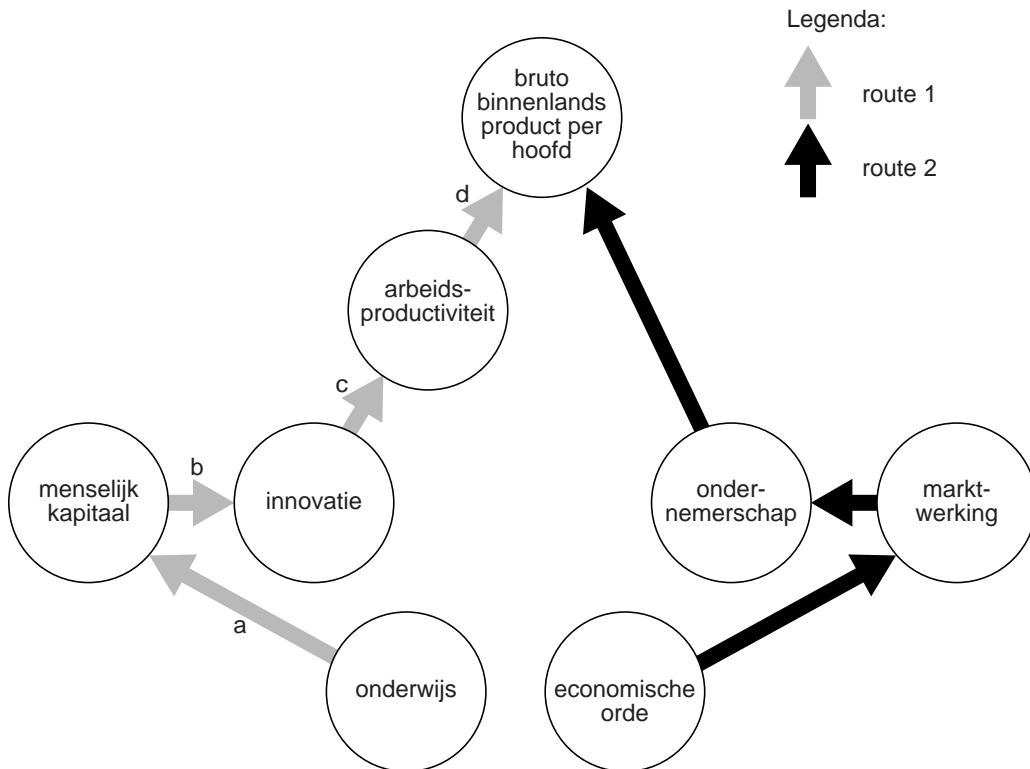 Legenda:
route 1
route 2
bruto
binnenlands
product per
hoofd
d
arbeids-
productiviteit
c
menselijk
kapitaal
b
innovatie
onder-
nemerschap
markt-
werking
a
onderwijs
economische
orde